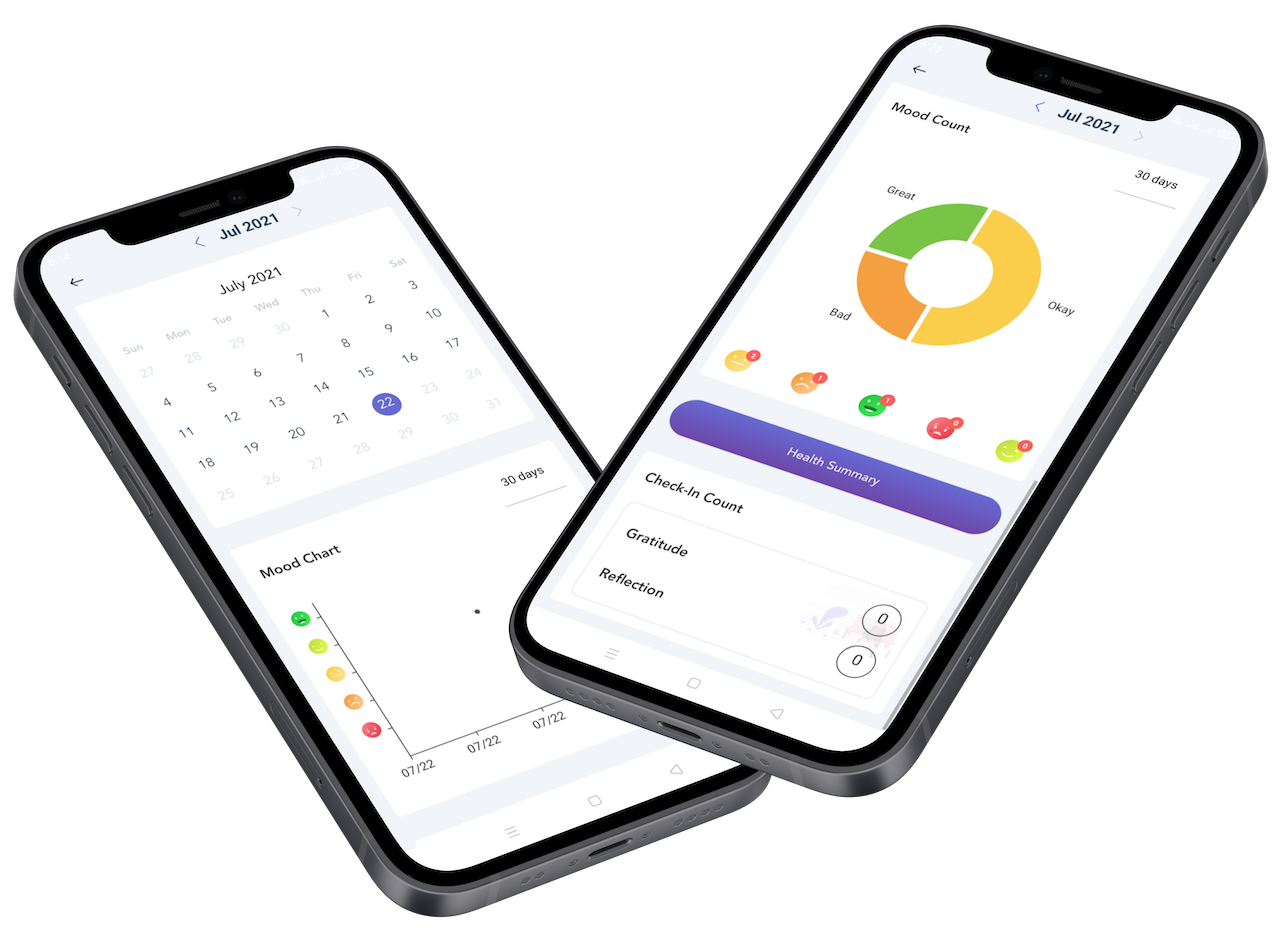 Jul 2021
July 2021
Sun Mon Tue Wed Thu Fri Sat
27 28 29 30 1 2 3
4 5 6 7 8 9 10
11 12 13 14 15 16 17
18 19 20 21 22 23 24
25 26 27 28 29 30 31
30 days
Mood Chart
07/22 07/22 07/22
Jul 2021
Mood Count
30 days
Great
Okay
Bad
2 1 1 0 0
Health Summary
Check-In Count
Gratitude
0
Reflection
0